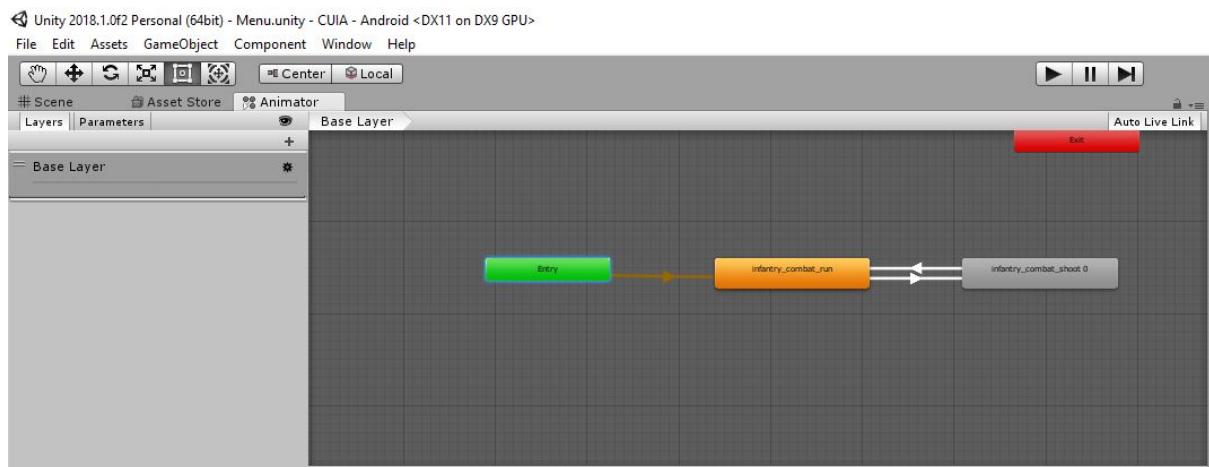 Unity 2018.1.0f2 Personal (64bit) - Menu.unity - CUIA - Android <DX11 on DX9 GPU>
File Edit Assets GameObject Component Window Help
Center Local
Scene Asset Store Animator
Layers Parameters Base Layer Auto Live Link
+
Exit
Base Layer
Entry infantry_combat_run infantry_combat_shoot 0